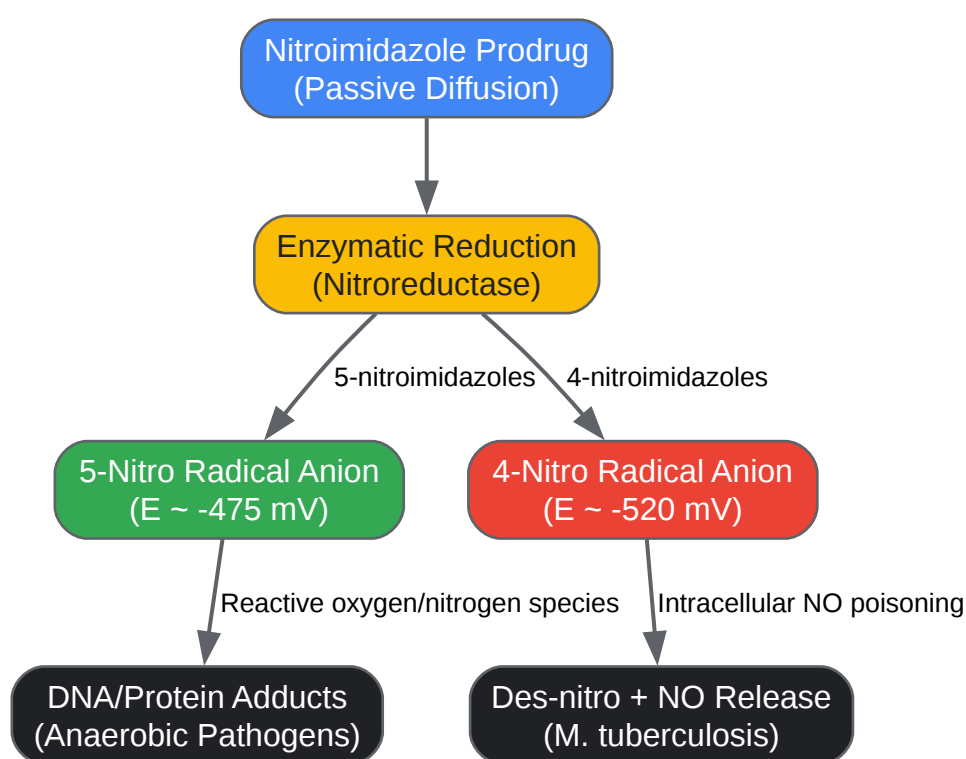 Nitroimidazole Prodrug
(Passive Diffusion)
Enzymatic Reduction
(Nitroreductase)
5-nitroimidazoles
4-nitroimidazoles
5-Nitro Radical Anion
(E ~ -475 mV)
4-Nitro Radical Anion
(E ~ -520 mV)
Reactive oxygen/nitrogen species
Intracellular NO poisoning
DNA/Protein Adducts
(Anaerobic Pathogens)
Des-nitro + NO Release
(M. tuberculosis)